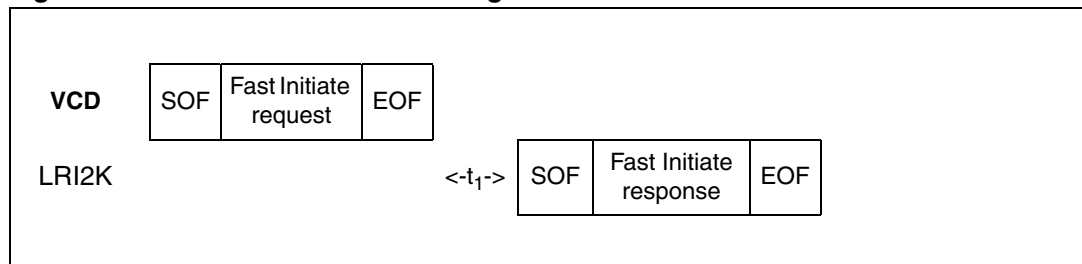 VCD SOF Fast Initiate request EOF
LRI2K <-t1-> SOF Fast Initiate response EOF